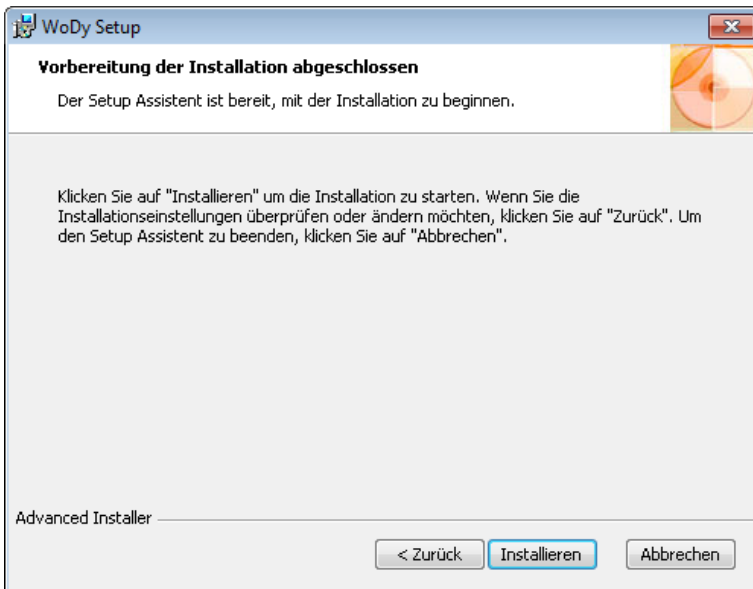 WoDy Setup
Vorbereitung der Installation abgeschlossen
Der Setup Assistent ist bereit, mit der Installation zu beginnen.
Klicken Sie auf "Installieren" um die Installation zu starten. Wenn Sie die
Installationseinstellungen überprüfen oder ändern möchten, klicken Sie auf "Zurück". Um
den Setup Assistent zu beenden, klicken Sie auf "Abbrechen".
Advanced Installer
< Zurück Installieren Abbrechen